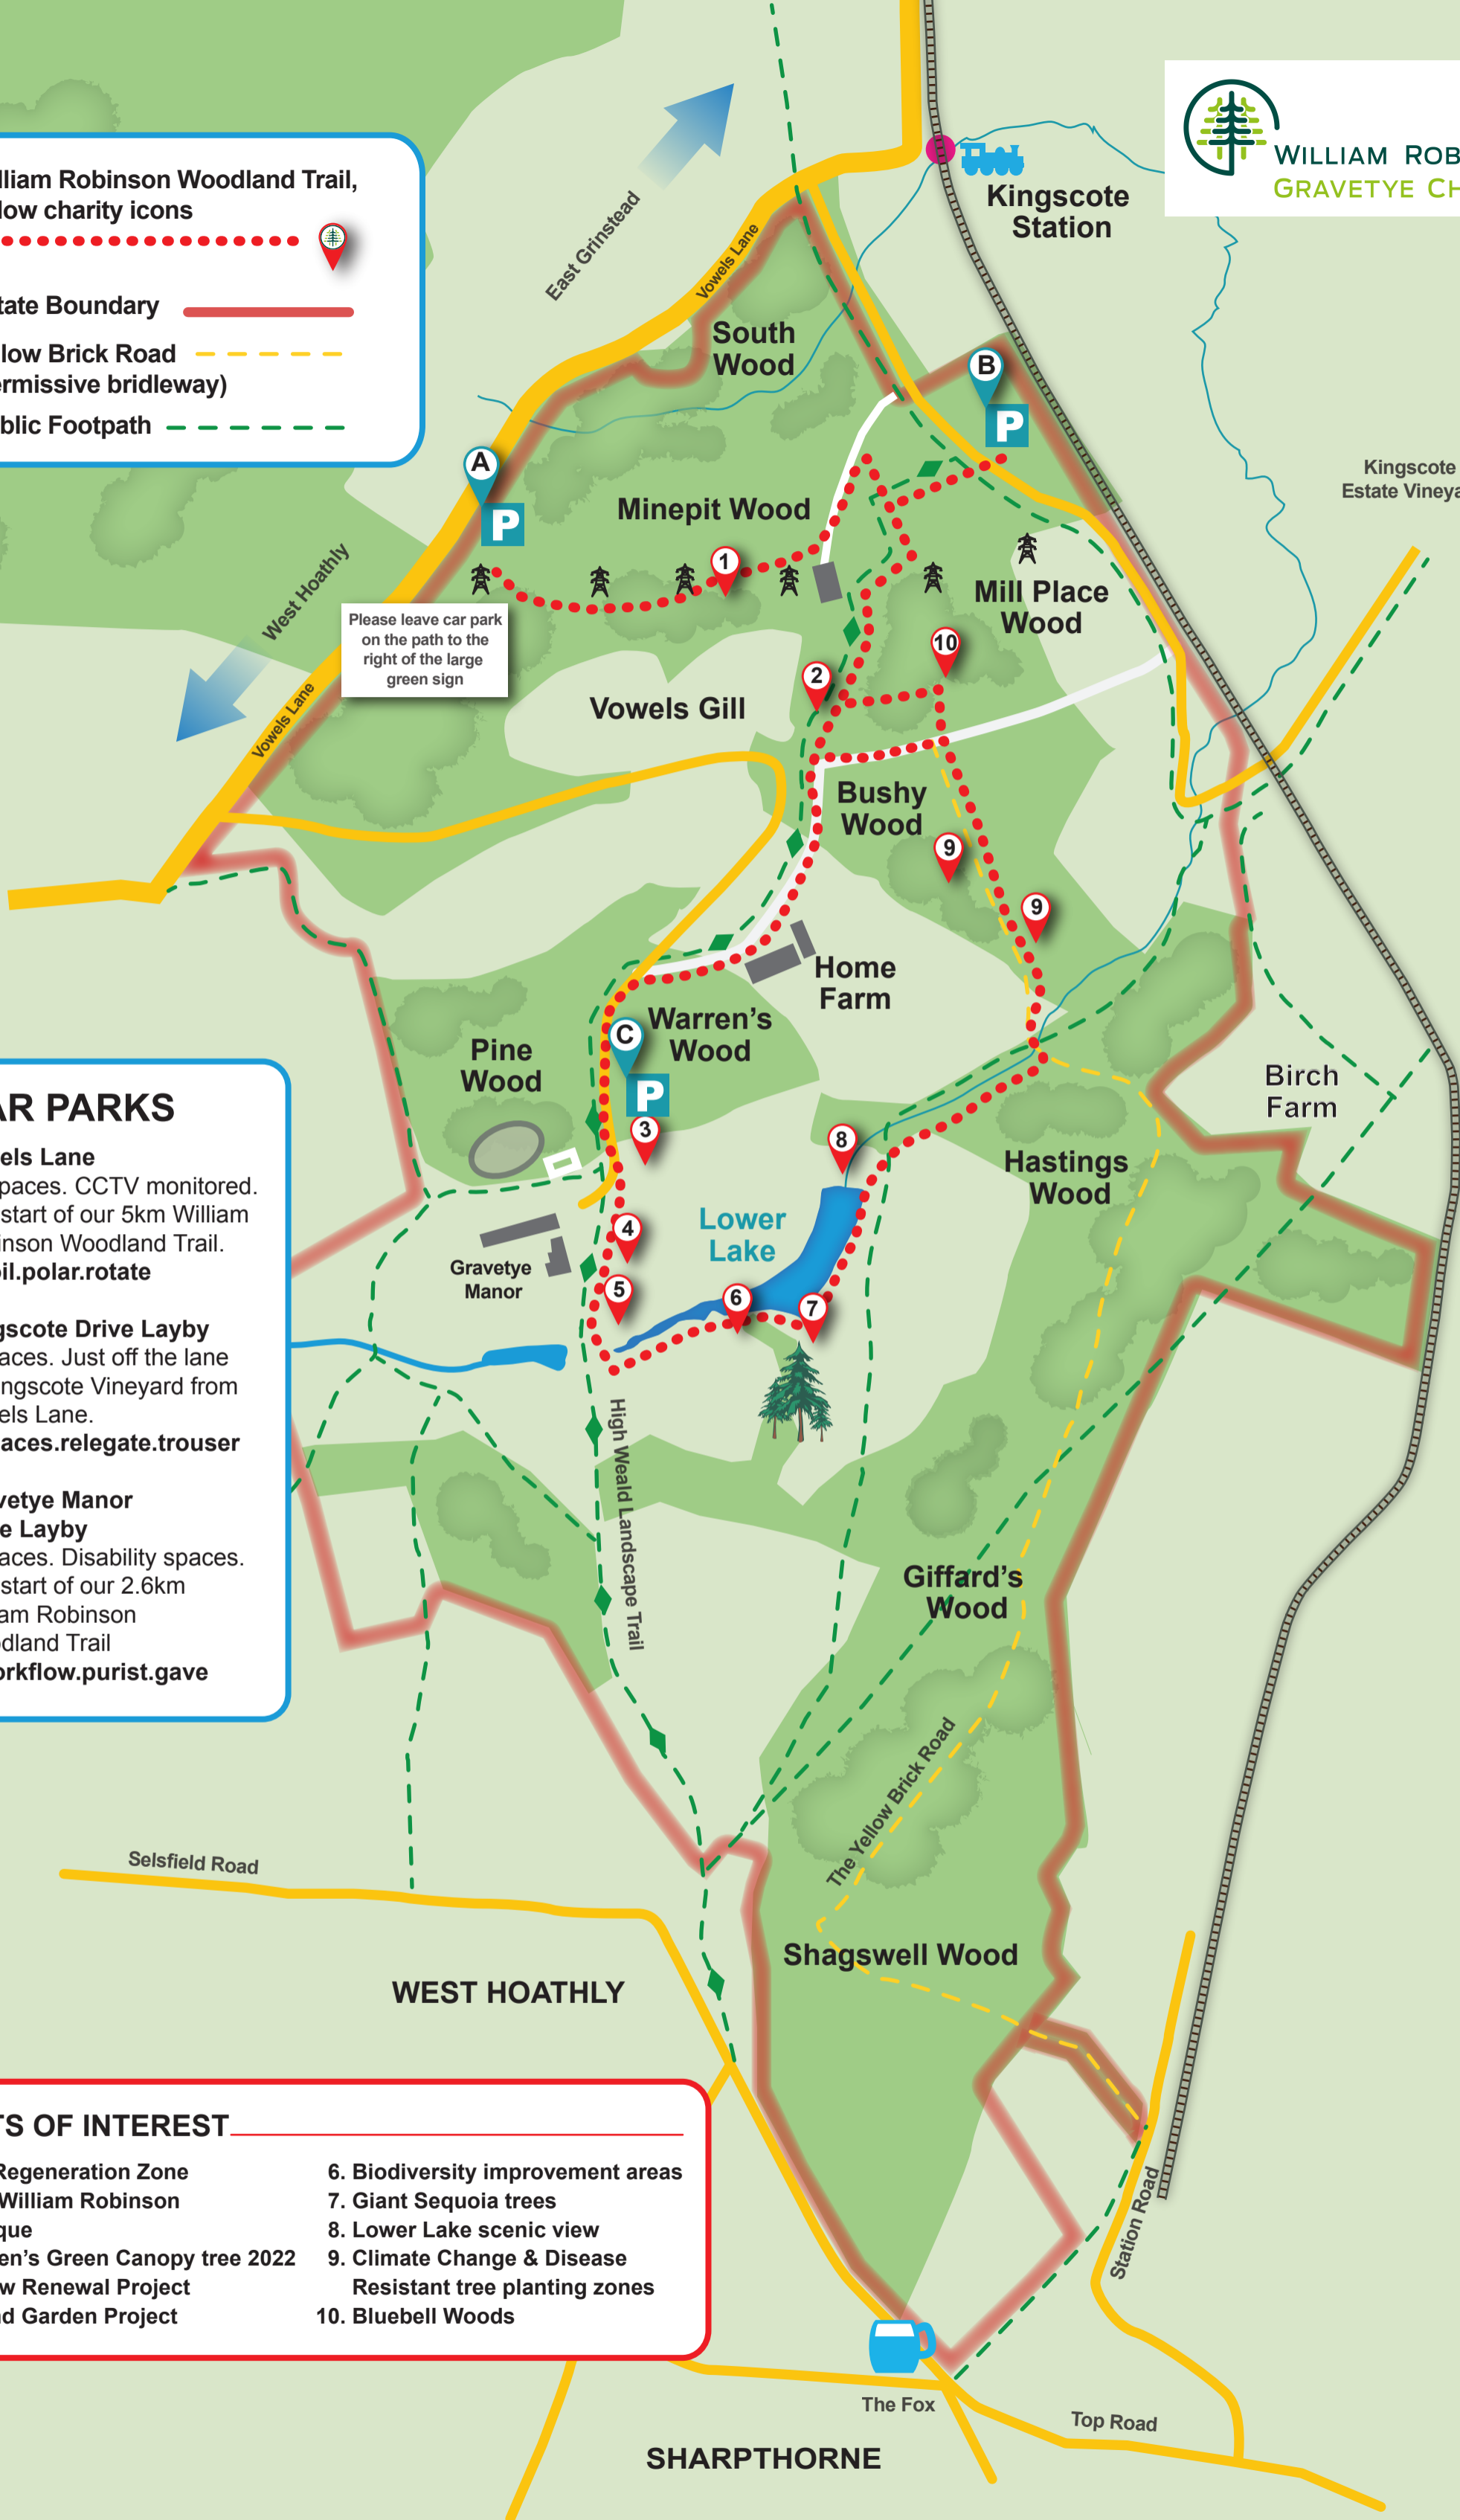 lliam Robinson Woodland Trail,
low charity icons
tate Boundary
llow Brick Road
ermissive bridleway)
blic Footpath
WILLIAM ROB
GRAVETYE CH
Kingscote
Station
East Grinstead
Vowels Lane
South
Wood
B
P
A
P
Kingscote
Estate Vineya
Minepit Wood
1
West Hoathly
Please leave car park
on the path to the
right of the large
green sign
Mill Place
Wood
10
2
Vowels Gill
Vowels Lane
Bushy
Wood
9
9
Home
Farm
Warren's
Wood
C
P
Pine
Wood
3
8
Birch
Farm
Hastings
Wood
Lower
Lake
4
Gravetye
Manor
5
6
7
AR PARKS
els Lane
paces. CCTV monitored.
start of our 5km William
inson Woodland Trail.
oil.polar.rotate
gscote Drive Layby
aces. Just off the lane
ingscote Vineyard from
els Lane.
aces.relegate.trouser
vetye Manor
e Layby
aces. Disability spaces.
start of our 2.6km
am Robinson
odland Trail
orkflow.purist.gave
High Weald Landscape Trail
Giffard's
Wood
The Yellow Brick Road
Selsfield Road
Shagswell Wood
WEST HOATHLY
Station Road
TS OF INTEREST
Regeneration Zone
William Robinson
que
en's Green Canopy tree 2022
w Renewal Project
nd Garden Project
6. Biodiversity improvement areas
7. Giant Sequoia trees
8. Lower Lake scenic view
9. Climate Change & Disease
Resistant tree planting zones
10. Bluebell Woods
The Fox
Top Road
SHARPTHORNE